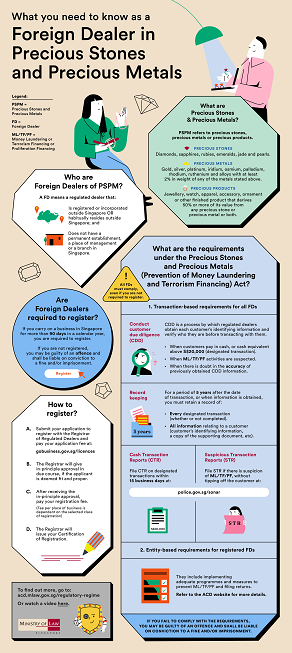 What you need to know as a
Foreign Dealer in
Precious Stones
and Precious Metals
Legend:
PSPM =
Precious Stones and
Precious Metals
FD =
Foreign Dealer
ML/TF/PF =
Money Laundering or
Terrorism Financing or
Proliferation Financing
What are
Precious Stones
& Precious Metals?
PSPM refers to precious stones,
precious metals or precious products.
PRECIOUS STONES
Diamonds, sapphires, rubies, emeralds, jade and pearls.
PRECIOUS METALS
Gold, silver, platinum, iridium, osmium, palladium,
rhodium, ruthenium and alloys with at least
2% in weight of any of the metals stated above.
PRECIOUS PRODUCTS
Jewellery, watch, apparel, accessory, ornament
or other finished product that derives
50% or more of its value from
any precious stone or
precious metal or both.
Who are
Foreign Dealers of PSPM?
A FD means a regulated dealer that:
Is registered or incorporated
outside Singapore OR
habitually resides
outside Singapore; and
Does not have a
permanent establishment,
a place of management
or a branch in
Singapore.
What are the requirements
under the Precious Stones
and Precious Metals
(Prevention of Money Laundering
and Terrorism Financing) Act?
All FDs
must comply,
even if you are not
required to register.
Are
Foreign Dealers
required to register?
If you carry on a business in Singapore
for more than 90 days in a calendar year,
you are required to register.
If you are not registered,
you may be guilty of an offence and
shall be liable on conviction to
a fine and/or imprisonment.
Register
1. Transaction-based requirements for all FDs
Conduct
customer
due diligence
(CDD)
CDD is a process by which regulated dealers
obtain each customer's identifying information and
verify who they are before transacting with them.
• When customers pay in cash, or cash equivalent
above S$20,000 (designated transaction).
• When ML/TF/PF activities are suspected.
• When there is doubt in the accuracy of
previously obtained CDD information.
Record
keeping
5 years
For a period of 5 years after the date
of transaction, or when information is obtained,
you must retain a record of:
• Every designated transaction
(whether or not completed).
• All information relating to a customer
(customer's identifying information,
a copy of the supporting document, etc).
How to
register?
A. Submit your application
to register with the Registrar
of Regulated Dealers and
pay your application fee at:
gobusiness.gov.sg/licences
B. The Registrar will give
in-principle approval in
due course, if the applicant
is deemed fit and proper.
C. After receiving the
in-principle approval,
pay your registration fee.
(Fee per place of business is
dependent on the selected class
of registration)
D. The Registrar will
issue your Certification
of Registration.
Cash Transaction
Reports (CTR)
File CTR on designated
transactions within
15 business days at:
Suspicious Transaction
Reports (STR)
File STR if there is suspicion
of ML/TF/PF, without
tipping off the customer at:
police.gov.sg/sonar
STR
2. Entity-based requirements for registered FDs
They include implementing
adequate programmes and measures to
prevent ML/TF/PF and filing returns.
Refer to the ACD website for more details.
To find out more, go to:
acd.mlaw.gov.sg/regulatory-regime
Or watch a video here.
MINISTRY OF LAW
SINGAPORE
IF YOU FAIL TO COMPLY WITH THE REQUIREMENTS,
YOU MAY BE GUILTY OF AN OFFENCE AND SHALL BE LIABLE
ON CONVICTION TO A FINE AND/OR IMPRISONMENT.